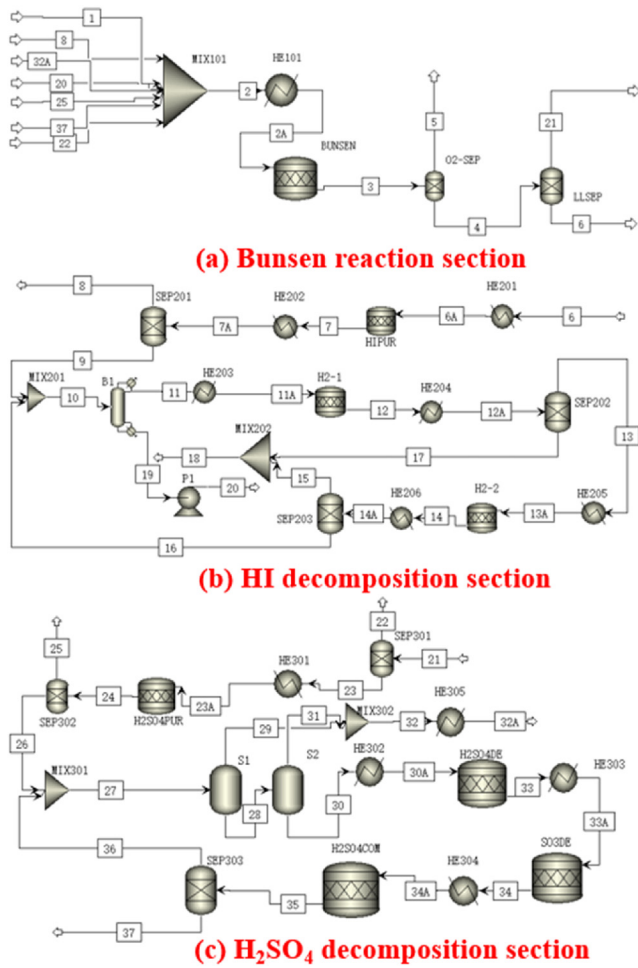 1
8
32A
20
25
37
22
MIX101
2
HE101
2A
BUNSEN
3
5
O2-SEP
4
21
LLSEP
6
(a) Bunsen reaction section
8
SEP201
HE202
7A
7
HIPUR
6A
HE201
6
9
MIX201
10
B1
11
HE203
11A
H2-1
12
HE204
12A
SEP202
13
MIX202
18
17
19
P1
20
15
SEP203
14A
HE206
14
H2-2
13A
HE205
16
(b) HI decomposition section
25
22
SEP301
21
HE301
23
23A
H2SO4PUR
24
SEP302
26
29
31
MIX302
32
HE305
32A
MIX301
27
S1
28
S2
30
HE302
30A
H2SO4DE
33
HE303
33A
36
SEP303
35
H2SO4COM
34A
HE304
34
SO3DE
37
(c) H₂SO₄ decomposition section